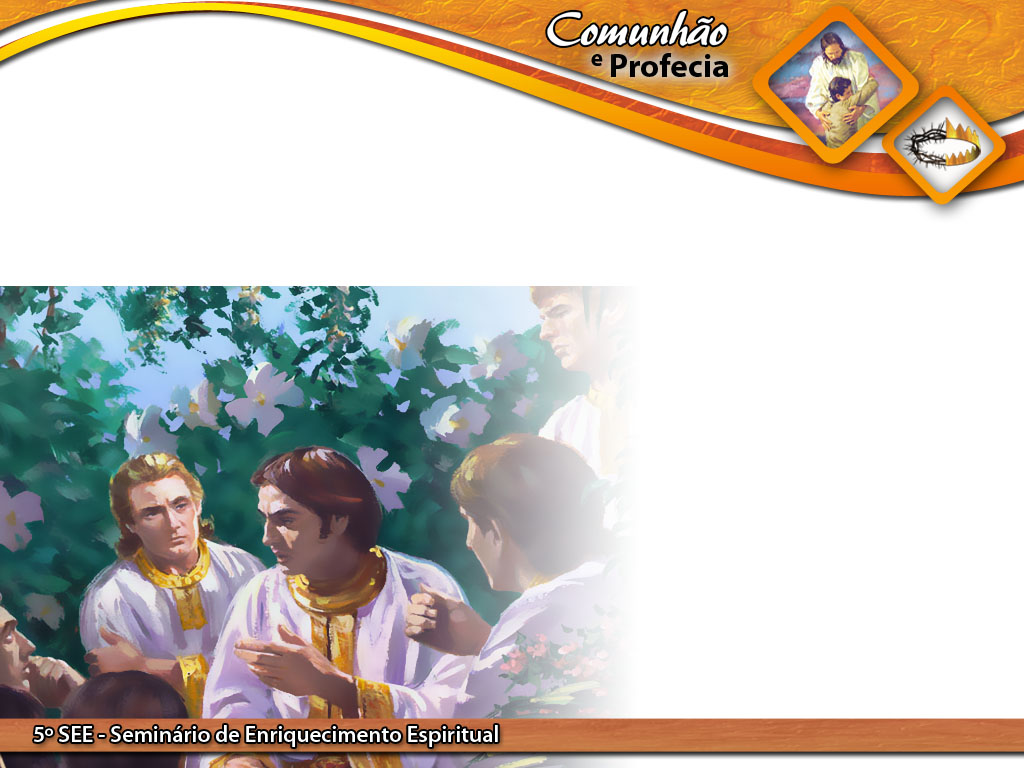 Comunhão
e Profecia
5º SEE - Seminário de Enriquecimento Espiritual